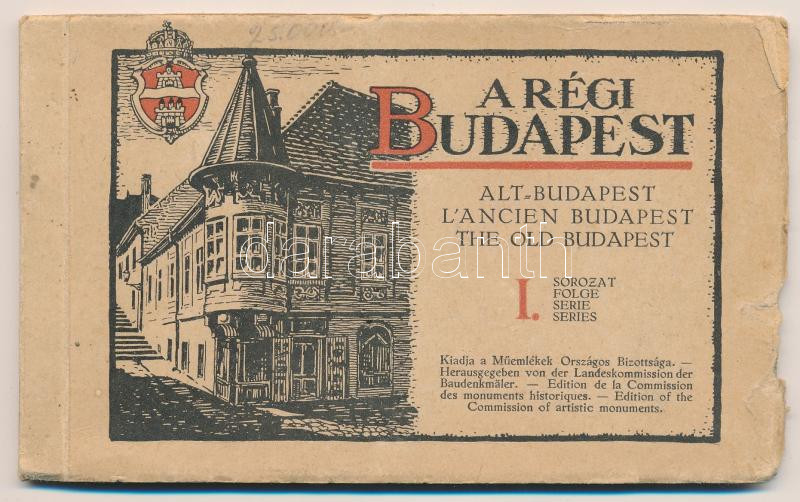 A RÉGI
BUDAPEST
ALT-BUDAPEST
L'ANCIEN BUDAPEST
THE OLD BUDAPEST
I.
SOROZAT
FOLGE
SERIE
SERIES
Kiadja a Műemlékek Országos Bizottsága. —
Herausgegeben von der Landeskommission der
Baudenkmäler. — Edition de la Commission
des monuments historiques. — Edition of the
Commission of artistic monuments.
darabanth